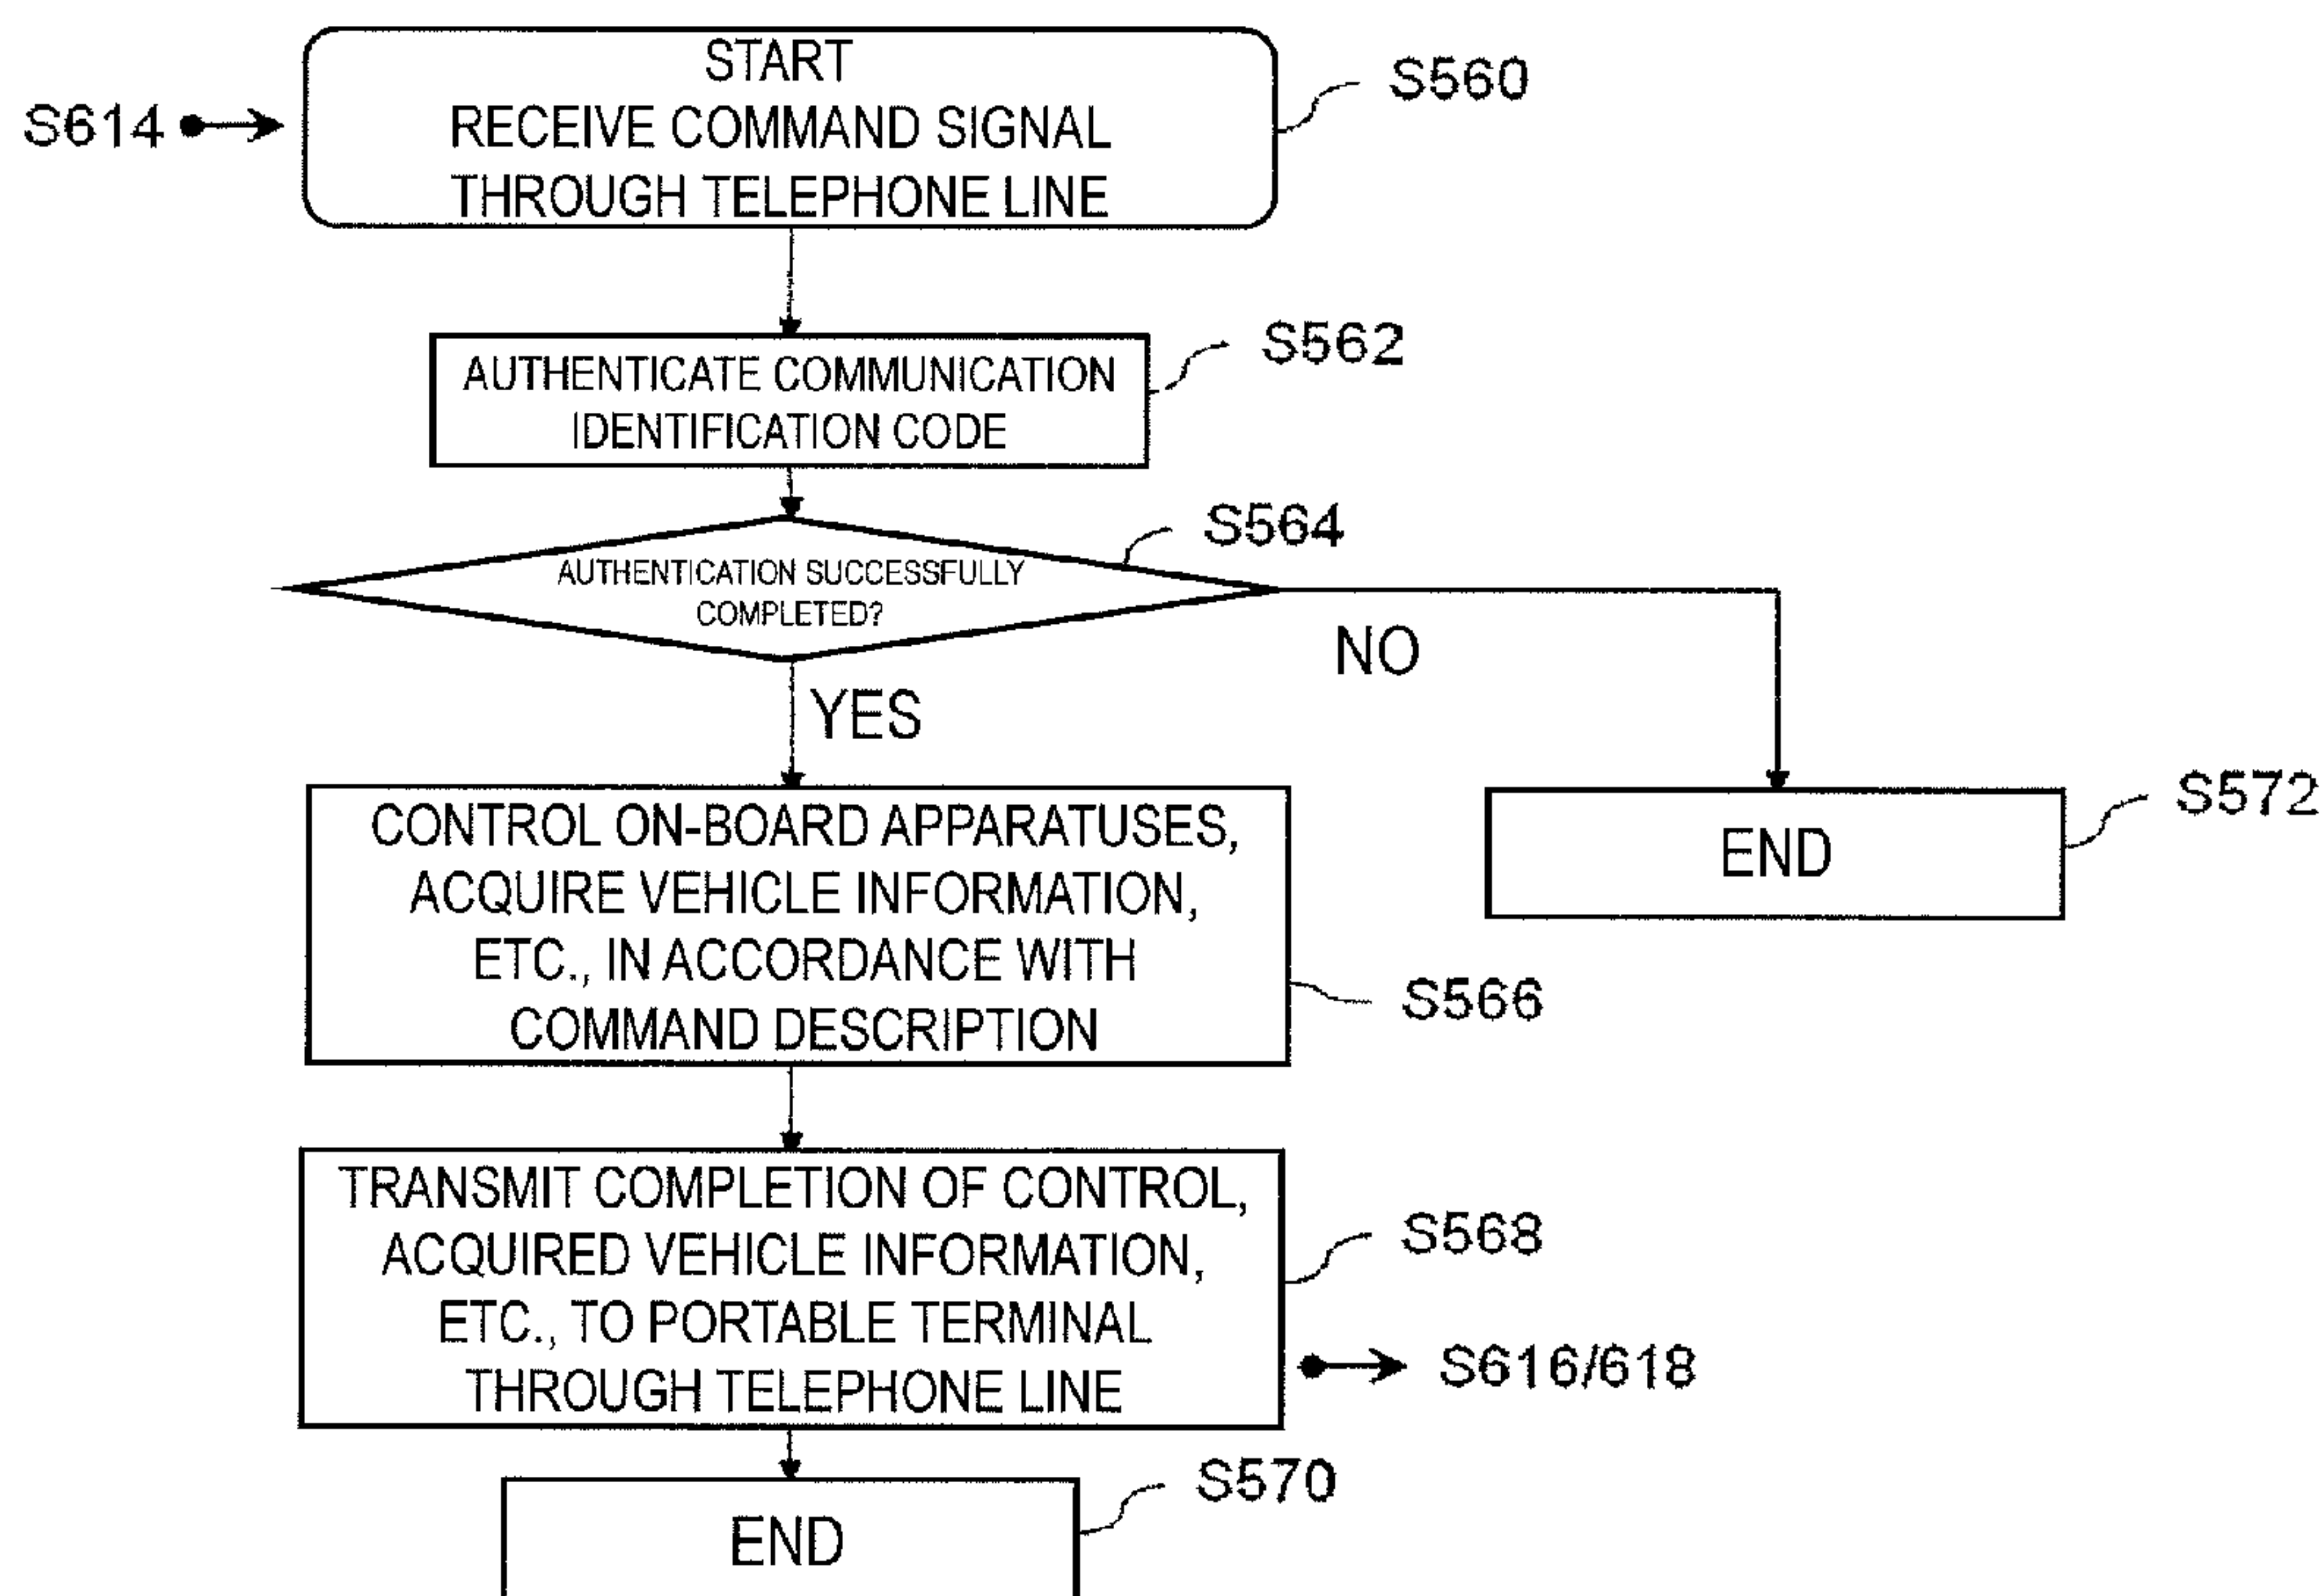 START
S560
S614
RECEIVE COMMAND SIGNAL
THROUGH TELEPHONE LINE
S562
AUTHENTICATE COMMUNICATION
IDENTIFICATION CODE
S564
AUTHENTICATION SUCCESSFULLY
COMPLETED?
NO
YES
CONTROL ON-BOARD APPARATUSES,
ACQUIRE VEHICLE INFORMATION,
ETC., IN ACCORDANCE WITH
COMMAND DESCRIPTION
S566
END
S572
TRANSMIT COMPLETION OF CONTROL,
ACQUIRED VEHICLE INFORMATION,
ETC., TO PORTABLE TERMINAL
THROUGH TELEPHONE LINE
S568
S616/618
END
S570